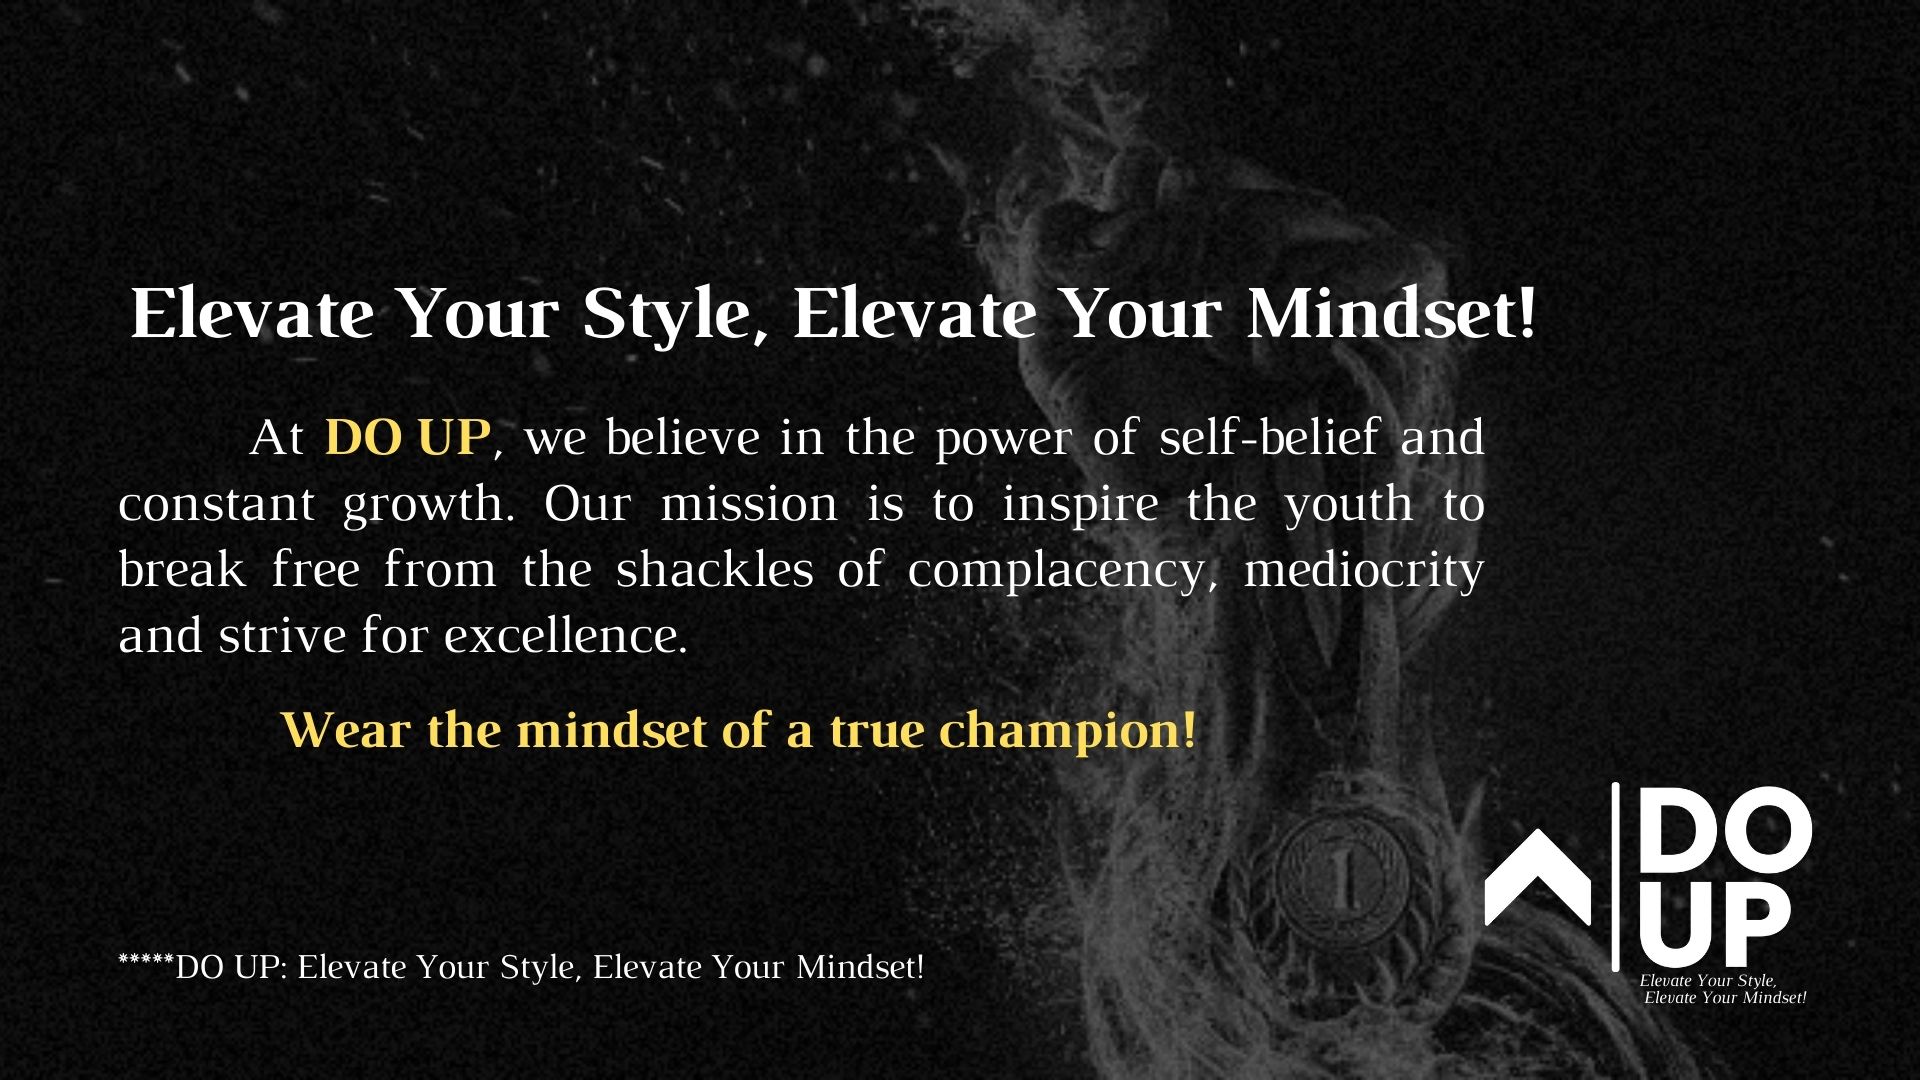 Elevate Your Style, Elevate Your Mindset!
At DO UP, we believe in the power of self-belief and
constant growth. Our mission is to inspire the youth to
break free from the shackles of complacency, mediocrity
and strive for excellence.
Wear the mindset of a true champion!
1
DO
UP
Elevate Your Style,
Elevate Your Mindset!
*****DO UP: Elevate Your Style, Elevate Your Mindset!